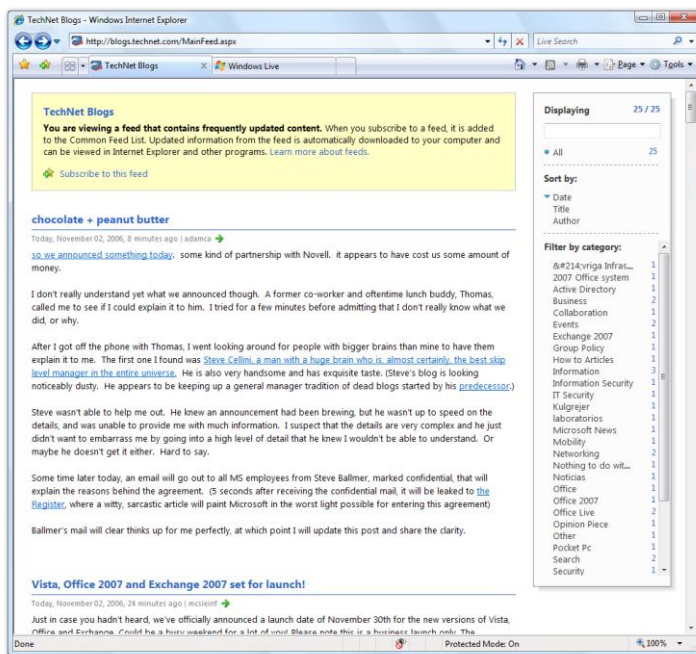 TechNet Blogs - Windows Internet Explorer
http://blogs.technet.com/MainFeed.aspx
Live Search
TechNet Blogs
Windows Live
Page
Tools
TechNet Blogs
You are viewing a feed that contains frequently updated content. When you subscribe to a feed, it is added
to the Common Feed List. Updated information from the feed is automatically downloaded to your computer and
can be viewed in Internet Explorer and other programs. Learn more about feeds.
Subscribe to this feed
chocolate + peanut butter
Today, November 02, 2006, 8 minutes ago | adamca
so we announced something today. some kind of partnership with Novell. it appears to have cost us some amount of
money.
I don't really understand yet what we announced though. A former co-worker and oftentime lunch buddy, Thomas,
called me to see if I could explain it to him. I tried for a few minutes before admitting that I don't really know what we
did, or why.
After I got off the phone with Thomas, I went looking around for people with bigger brains than mine to have them
explain it to me. The first one I found was Steve Cellini, a man with a huge brain who is, almost certainly, the best skip
level manager in the entire universe. He is also very handsome and has exquisite taste. (Steve's blog is looking
noticeably dusty. He appears to be keeping up a general manager tradition of dead blogs started by his predecessor.)
Steve wasn't able to help me out. He knew an announcement had been brewing, but he wasn't up to speed on the
details, and was unable to provide me with much information. I suspect that the details are very complex and he just
didn't want to embarrass me by going into a high level of detail that he knew I wouldn't be able to understand. Or
maybe he doesn't get it either. Hard to say.
Some time later today, an email will go out to all MS employees from Steve Ballmer, marked confidential, that will
explain the reasons behind the agreement. (5 seconds after receiving the confidential mail, it will be leaked to the
Register, where a witty, sarcastic article will paint Microsoft in the worst light possible for entering this agreement)
Ballmer's mail will clear thinks up for me perfectly, at which point I will update this post and share the clarity.
Vista, Office 2007 and Exchange 2007 set for launch!
Today, November 02, 2006, 24 minutes ago | mcsieinf
Just in case you hadn't heard, we've officially announced a launch date of November 30th for the new versions of Vista,
Office and Exchange. Could be a busy weekend for a lot of you! Please note this is a business launch only. The
Displaying 25 / 25
All 25
Sort by:
Date
Title
Author
Filter by category:
&#214;vriga Infras... 1
2007 Office system 1
Active Directory 1
Business 2
Collaboration 1
Events 2
Exchange 2007 1
Group Policy 1
How to Articles 1
Information 3
Information Security 1
IT Security 1
Kulgrejer 1
laboratorios 1
Microsoft News 1
Mobility 1
Networking 2
Nothing to do wit... 1
Noticias 1
Office 1
Office 2007 1
Office Live 2
Opinion Piece 1
Other 1
Pocket Pc 1
Search 2
Security 1
Done
Protected Mode: On
100%